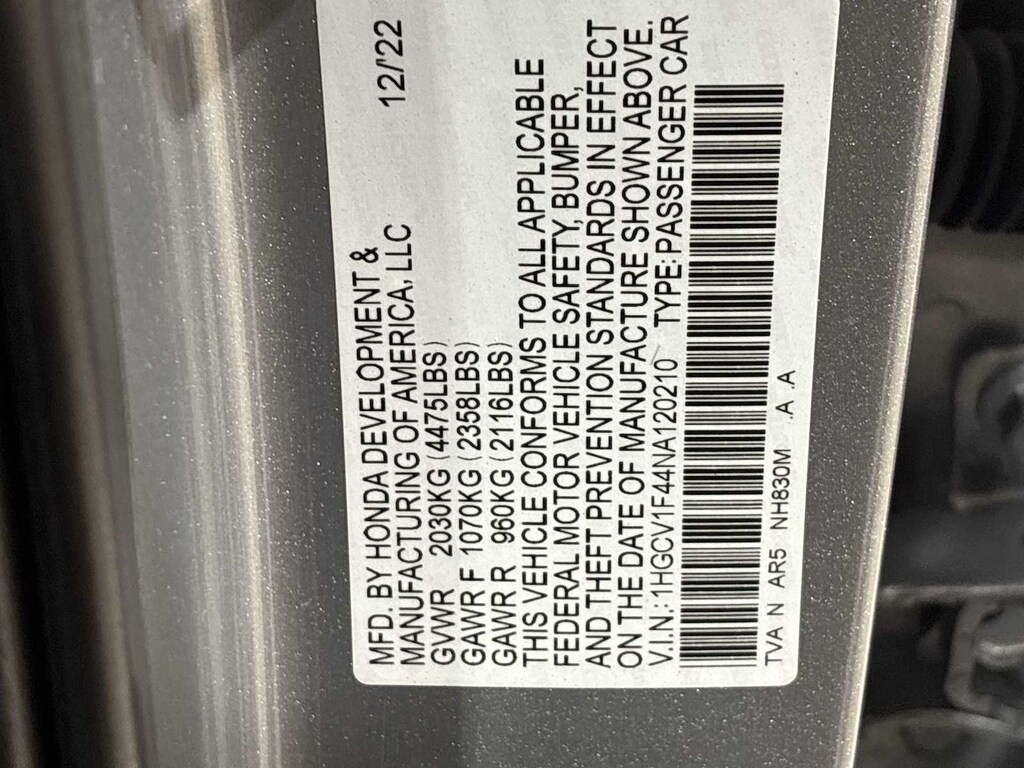 MFD. BY HONDA DEVELOPMENT &
MANUFACTURING OF AMERICA, LLC 12/'22
GVWR 2030KG (4475LBS)
GAWR F 1070KG (2358LBS)
GAWR R 960KG (2116LBS)
THIS VEHICLE CONFORMS TO ALL APPLICABLE
FEDERAL MOTOR VEHICLE SAFETY, BUMPER,
AND THEFT PREVENTION STANDARDS IN EFFECT
ON THE DATE OF MANUFACTURE SHOWN ABOVE.
V.I.N.: 1HGCV1F44NA120210 TYPE: PASSENGER CAR
TVA N AR5 NH830M .A .A